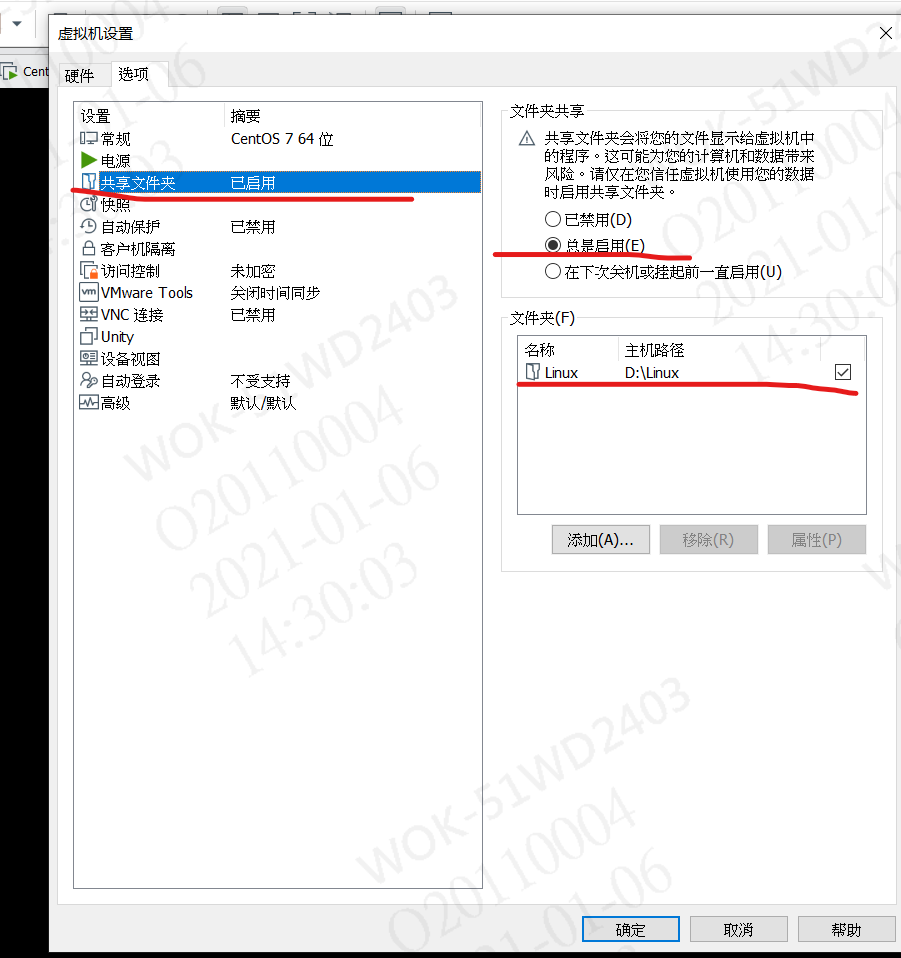 虚拟机设置
Cent
硬件 选项
设置 摘要
常规 CentOS 7 64 位
电源
共享文件夹 已启用
快照
自动保护 已禁用
客户机隔离
访问控制 未加密
VMware Tools 关闭时间同步
VNC 连接 已禁用
Unity
设备视图
自动登录 不受支持
高级 默认/默认
文件夹共享
共享文件夹会将您的文件显示给虚拟机中
的程序。这可能为您的计算机和数据带来
风险。请仅在您信任虚拟机使用您的数据
时启用共享文件夹。
已禁用(D)
总是启用(E)
在下次关机或挂起前一直启用(U)
文件夹(F)
名称 主机路径
Linux D:\Linux
添加(A)... 移除(R) 属性(P)
确定 取消 帮助
WOK-51WD2403
O20110004
2021-01-06
14:30:03
WOK-51WD2403
O20110004
2021-01-06